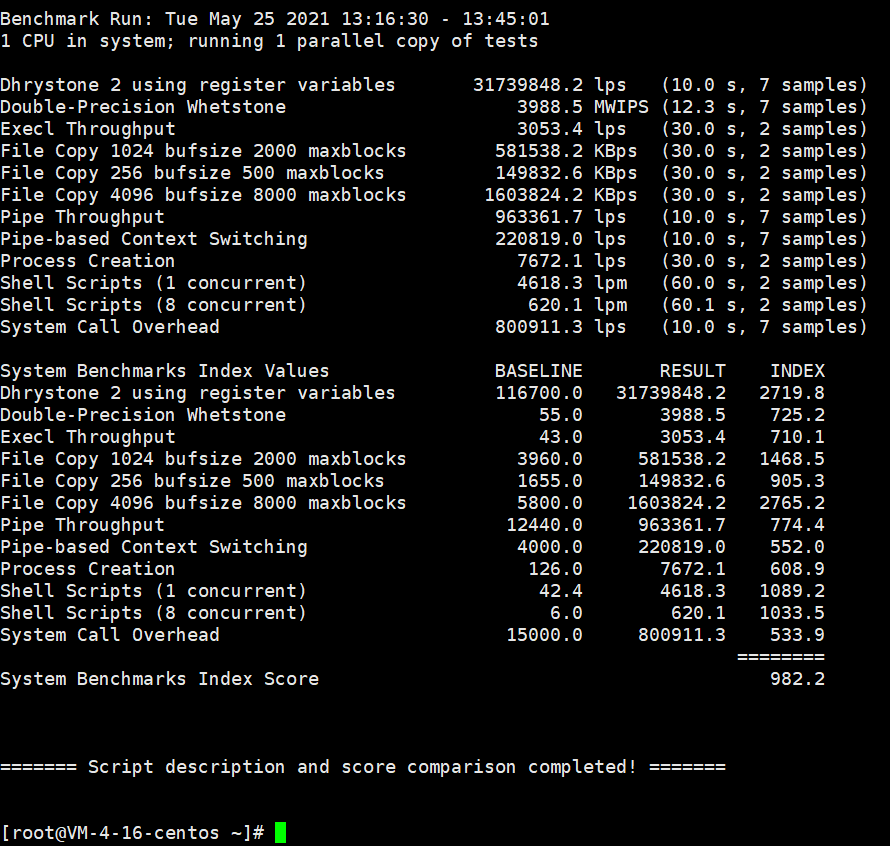 Benchmark Run: Tue May 25 2021 13:16:30 - 13:45:01
1 CPU in system; running 1 parallel copy of tests
Dhrystone 2 using register variables       31739848.2 lps   (10.0 s, 7 samples)
Double-Precision Whetstone                     3988.5 MWIPS (12.3 s, 7 samples)
Execl Throughput                               3053.4 lps   (30.0 s, 2 samples)
File Copy 1024 bufsize 2000 maxblocks        581538.2 KBps  (30.0 s, 2 samples)
File Copy 256 bufsize 500 maxblocks          149832.6 KBps  (30.0 s, 2 samples)
File Copy 4096 bufsize 8000 maxblocks       1603824.2 KBps  (30.0 s, 2 samples)
Pipe Throughput                              963361.7 lps   (10.0 s, 7 samples)
Pipe-based Context Switching                 220819.0 lps   (10.0 s, 7 samples)
Process Creation                               7672.1 lps   (30.0 s, 2 samples)
Shell Scripts (1 concurrent)                   4618.3 lpm   (60.0 s, 2 samples)
Shell Scripts (8 concurrent)                    620.1 lpm   (60.1 s, 2 samples)
System Call Overhead                         800911.3 lps   (10.0 s, 7 samples)
System Benchmarks Index Values               BASELINE       RESULT    INDEX
Dhrystone 2 using register variables         116700.0   31739848.2   2719.8
Double-Precision Whetstone                       55.0       3988.5    725.2
Execl Throughput                                 43.0       3053.4    710.1
File Copy 1024 bufsize 2000 maxblocks          3960.0     581538.2   1468.5
File Copy 256 bufsize 500 maxblocks            1655.0     149832.6    905.3
File Copy 4096 bufsize 8000 maxblocks          5800.0    1603824.2   2765.2
Pipe Throughput                               12440.0     963361.7    774.4
Pipe-based Context Switching                   4000.0     220819.0    552.0
Process Creation                                126.0       7672.1    608.9
Shell Scripts (1 concurrent)                     42.4       4618.3   1089.2
Shell Scripts (8 concurrent)                      6.0        620.1   1033.5
System Call Overhead                          15000.0     800911.3    533.9
                                                                   ========
System Benchmarks Index Score                                         982.2
======= Script description and score comparison completed! =======
[root@VM-4-16-centos ~]#